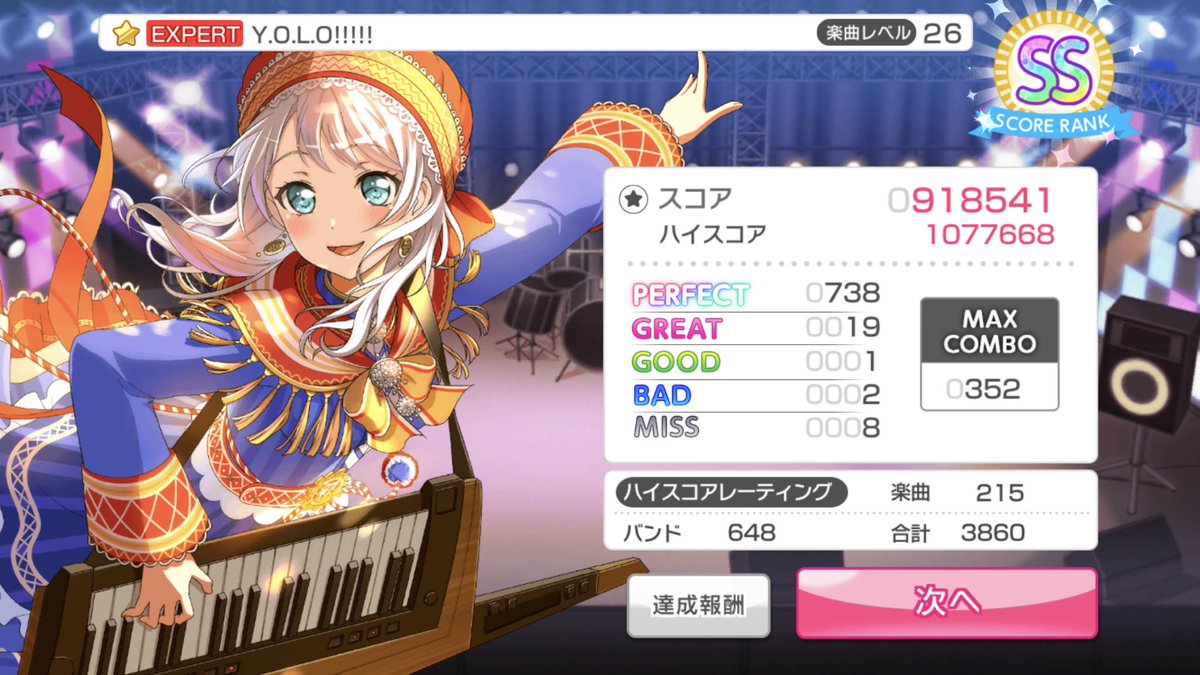 EXPERT Y.O.L.O!!!!! 楽曲レベル 26
SS
SCORE RANK
スコア 0918541
ハイスコア 1077668
PERFECT 0738
GREAT 0019
GOOD 0001
BAD 0002
MISS 0008
MAX
COMBO
0352
ハイスコアレーティング 楽曲 215
バンド 648 合計 3860
達成報酬 次へ